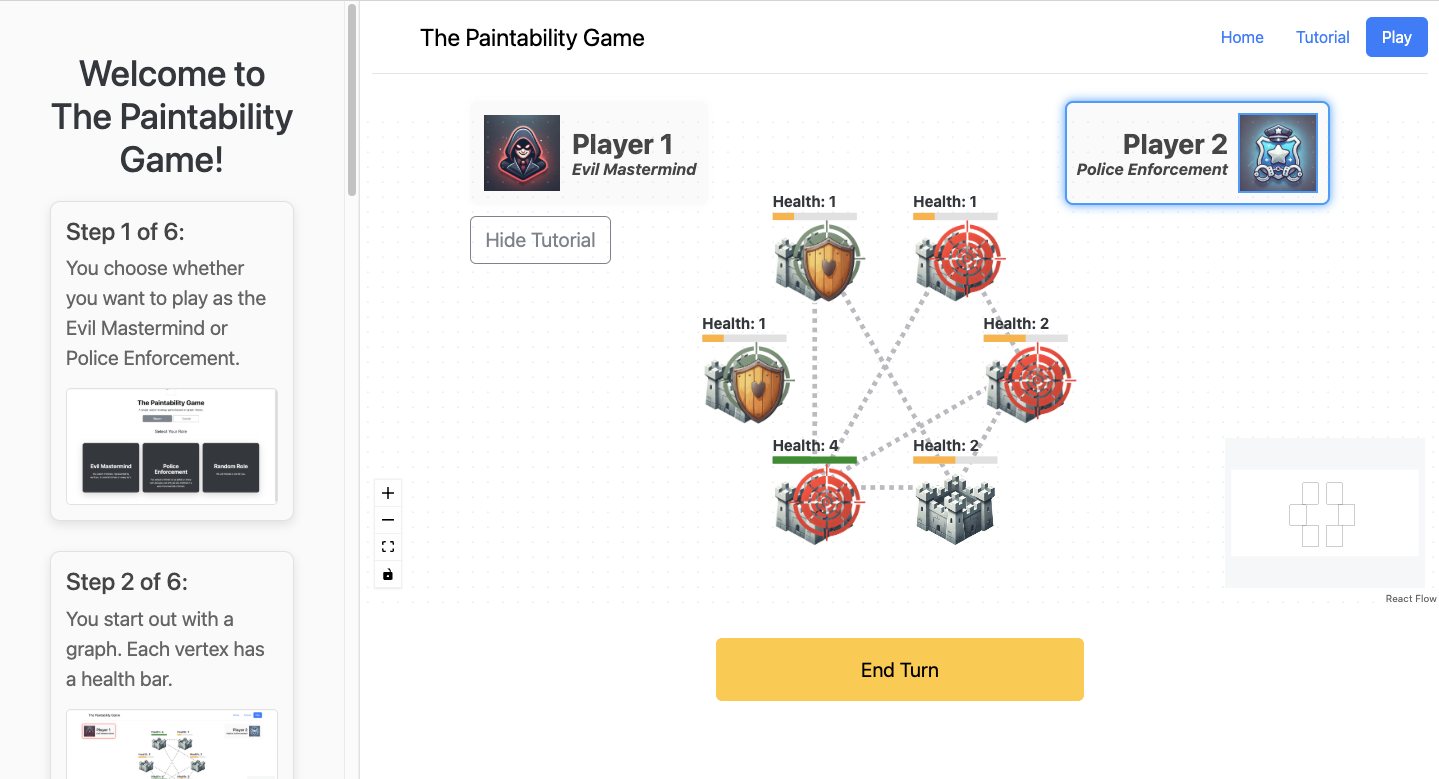 Welcome to
The Paintability
Game!
Step 1 of 6:
You choose whether
you want to play as the
Evil Mastermind or
Police Enforcement.
The Paintability Game
Select Your Role
Evil Mastermind
Police
Enforcement
Random Role
Step 2 of 6:
You start out with a
graph. Each vertex has
a health bar.
The Paintability Game
Player 1
Player 2
The Paintability Game
Home
Tutorial
Play
Player 1
Evil Mastermind
Player 2
Police Enforcement
Hide Tutorial
Health: 1
Health: 1
Health: 1
Health: 2
Health: 4
Health: 2
React Flow
End Turn